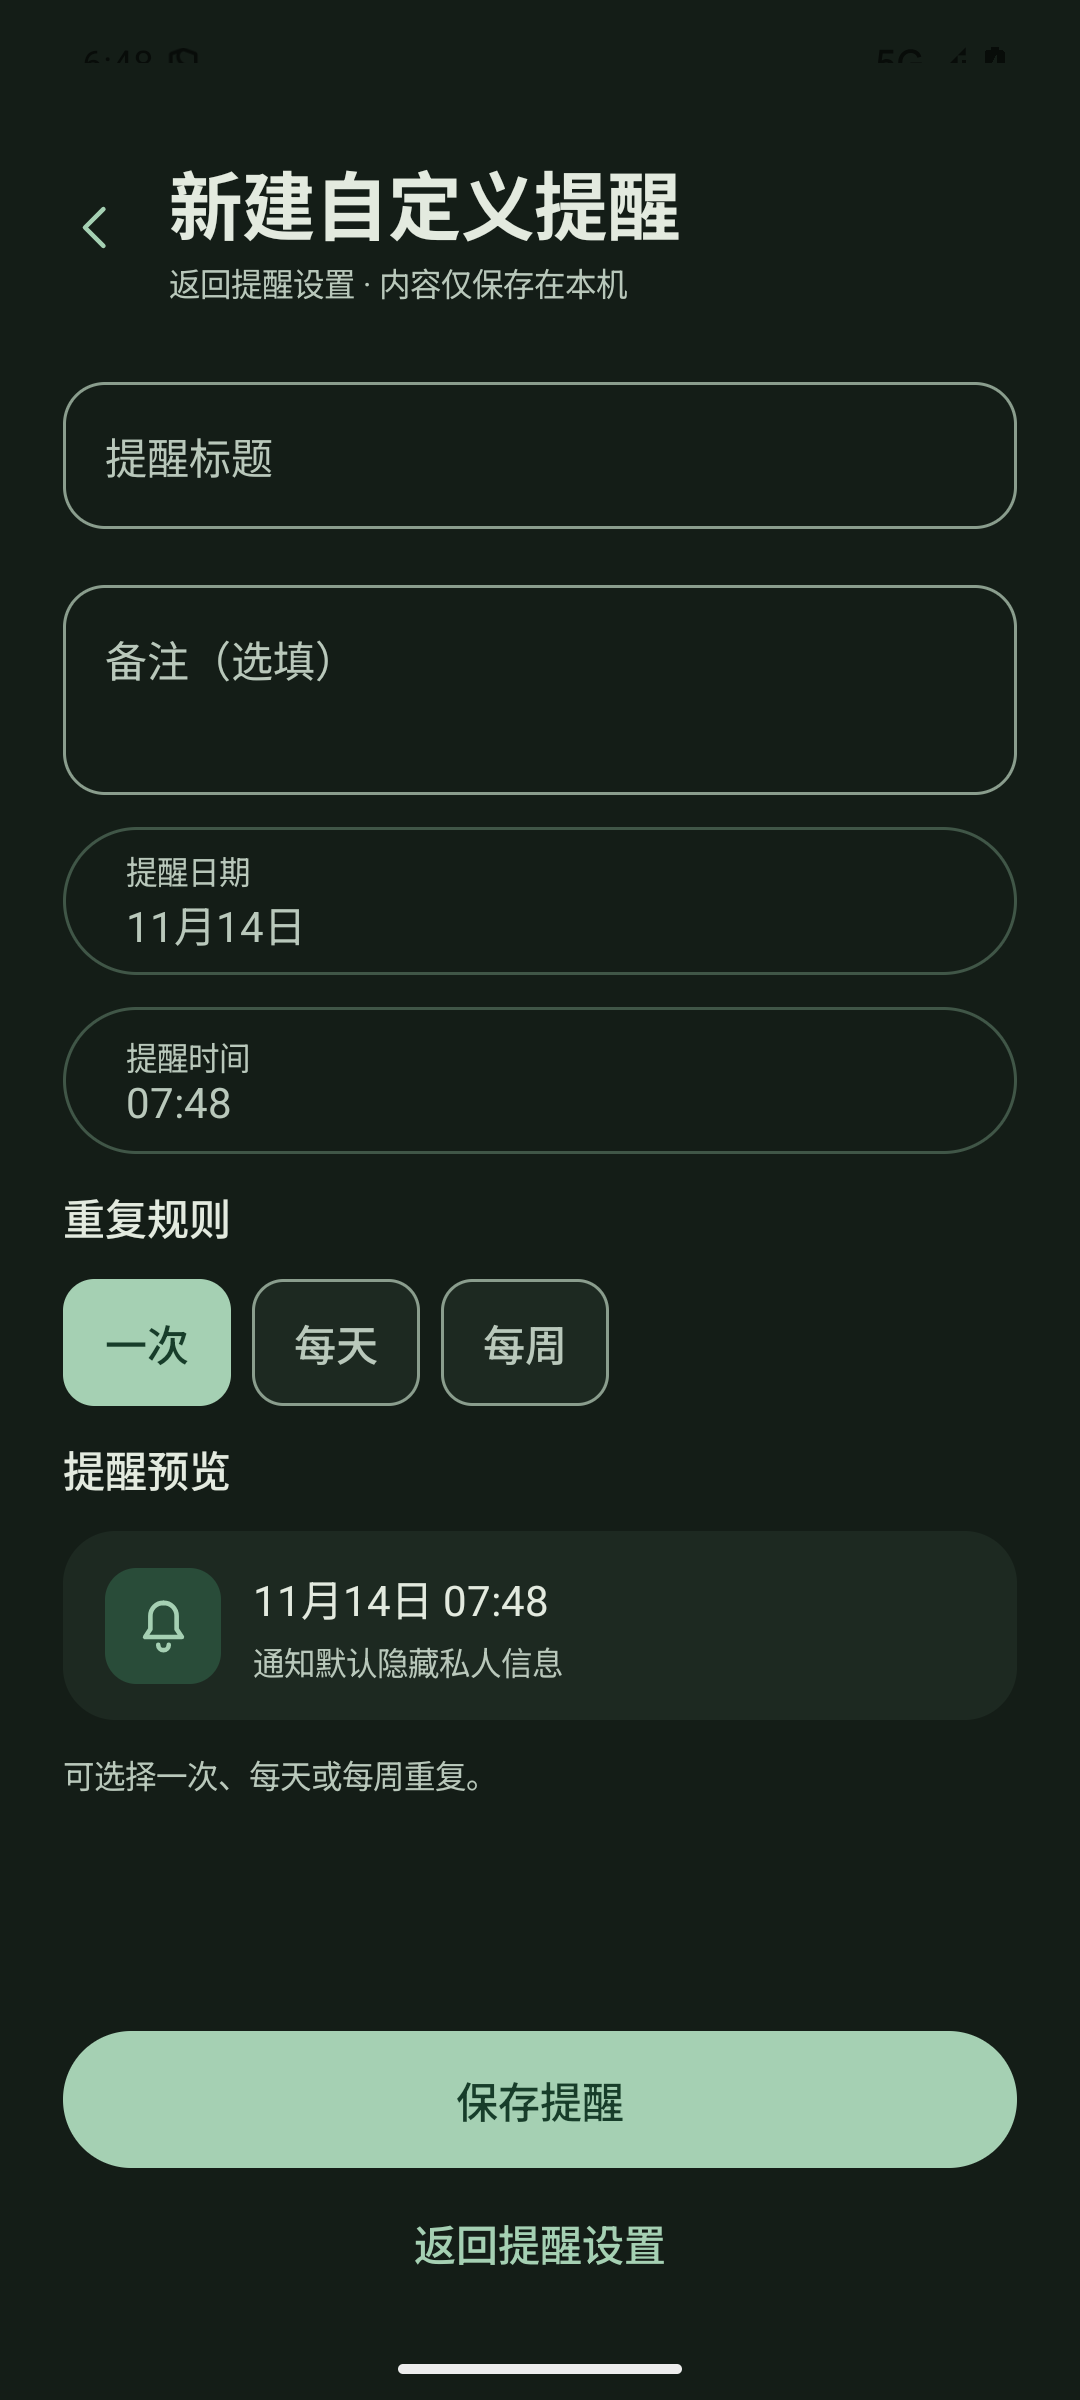 新建自定义提醒
返回提醒设置 · 内容仅保存在本机
提醒标题
备注（选填）
提醒日期
11月14日
提醒时间
07:48
重复规则
一次
每天
每周
提醒预览
11月14日 07:48
通知默认隐藏私人信息
可选择一次、每天或每周重复。
保存提醒
返回提醒设置